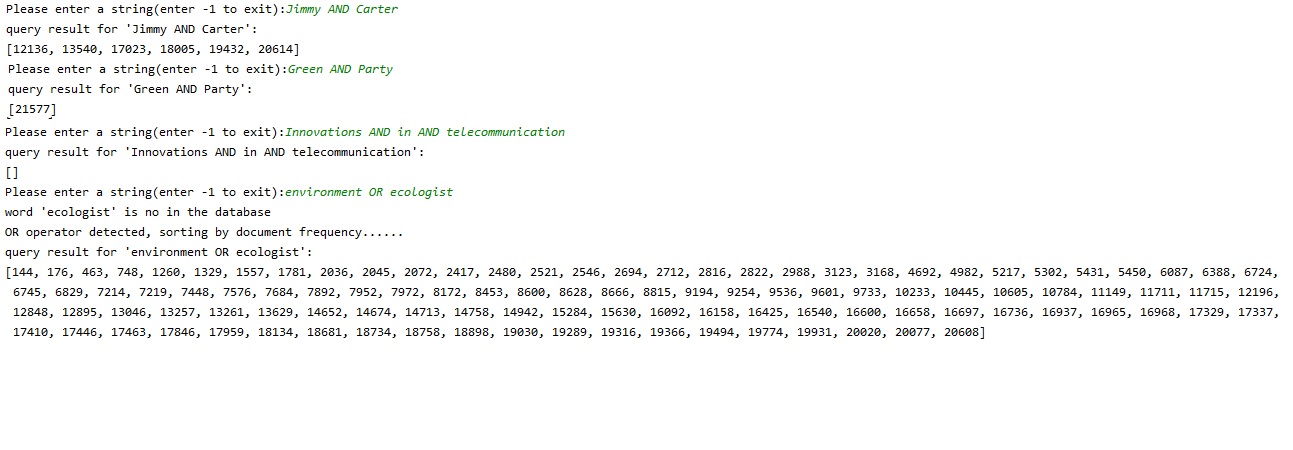 Please enter a string(enter -1 to exit):Jimmy AND Carter
query result for 'Jimmy AND Carter':
[12136, 13540, 17023, 18005, 19432, 20614]
Please enter a string(enter -1 to exit):Green AND Party
query result for 'Green AND Party':
[21577]
Please enter a string(enter -1 to exit):Innovations AND in AND telecommunication
query result for 'Innovations AND in AND telecommunication':
[]
Please enter a string(enter -1 to exit):environment OR ecologist
word 'ecologist' is no in the database
OR operator detected, sorting by document frequency......
query result for 'environment OR ecologist':
[144, 176, 463, 748, 1260, 1329, 1557, 1781, 2036, 2045, 2072, 2417, 2480, 2521, 2546, 2694, 2712, 2816, 2822, 2988, 3123, 3168, 4692, 4982, 5217, 5302, 5431, 5450, 6087, 6388, 6724,
6745, 6829, 7214, 7219, 7448, 7576, 7684, 7892, 7952, 7972, 8172, 8453, 8600, 8628, 8666, 8815, 9194, 9254, 9536, 9601, 9733, 10233, 10445, 10605, 10784, 11149, 11711, 11715, 12196,
12848, 12895, 13046, 13257, 13261, 13629, 14652, 14674, 14713, 14758, 14942, 15284, 15630, 16092, 16158, 16425, 16540, 16600, 16658, 16697, 16736, 16937, 16965, 16968, 17329, 17337,
17410, 17446, 17463, 17846, 17959, 18134, 18681, 18734, 18758, 18898, 19030, 19289, 19316, 19366, 19494, 19774, 19931, 20020, 20077, 20608]